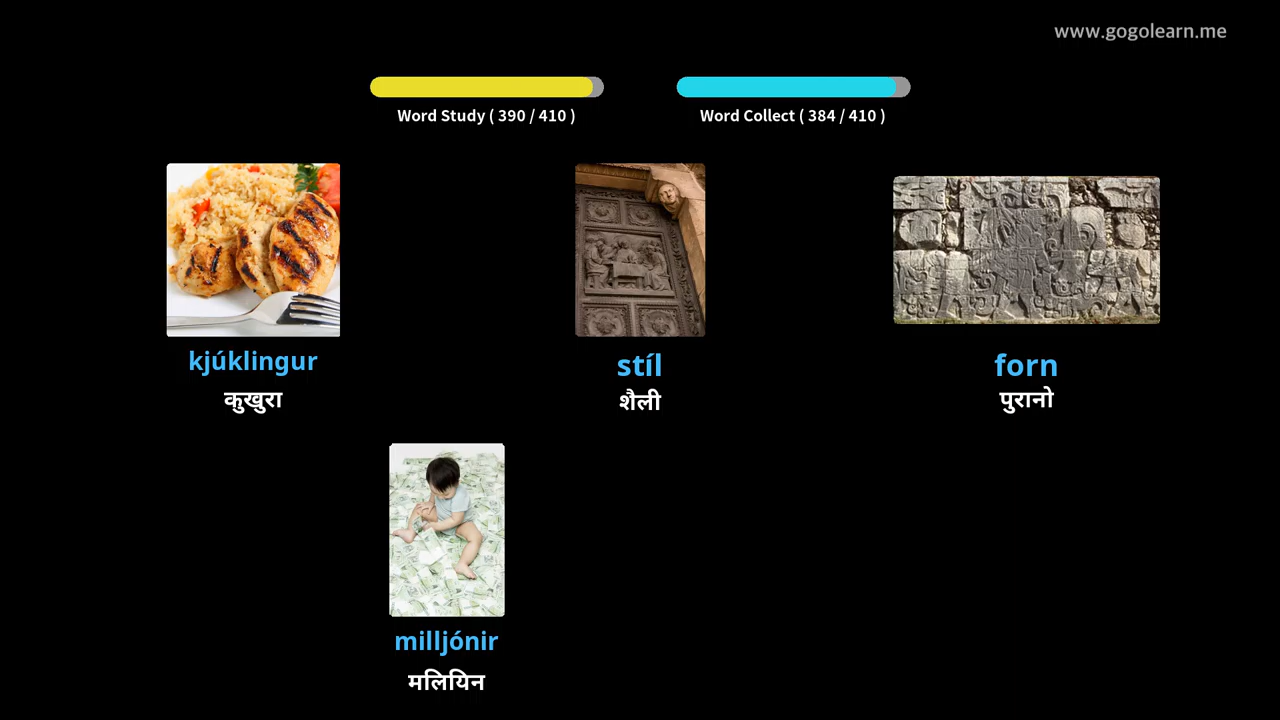 www.gogolearn.me
Word Study ( 390 / 410 )
Word Collect ( 384 / 410 )
kjúklingur
कुखुरा
stíl
शैली
forn
पुरानो
milljónir
मलियिन